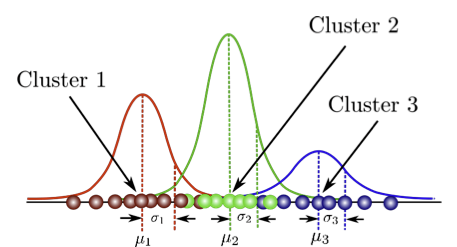 Cluster 2
Cluster 1
Cluster 3
σ₁
σ₂
σ₃
μ₁
μ₂
μ₃